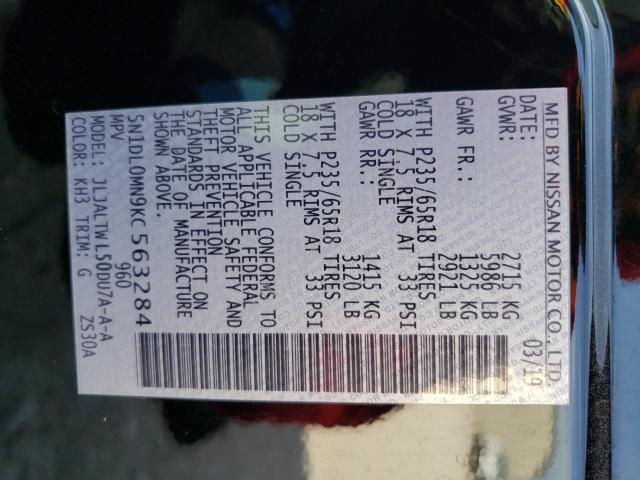 MFD BY NISSAN MOTOR CO., LTD.
DATE: 03/19
GVWR: 2715 KG
5986 LB
GAWR FR.: 1325 KG
2921 LB
WITH P235/65R18 TIRES
18 X 7.5 RIMS AT 33 PSI
COLD SINGLE
GAWR RR.: 1415 KG
3120 LB
WITH P235/65R18 TIRES
18 X 7.5 RIMS AT 33 PSI
COLD SINGLE
THIS VEHICLE CONFORMS TO
ALL APPLICABLE FEDERAL
MOTOR VEHICLE SAFETY AND
THEFT PREVENTION
STANDARDS IN EFFECT ON
THE DATE OF MANUFACTURE
SHOWN ABOVE.
5N1DL0MN9KC563284
MPV 960
MODEL: JLJALTWL50DU7A-A-A
COLOR: KH3 TRIM: G ZS30A